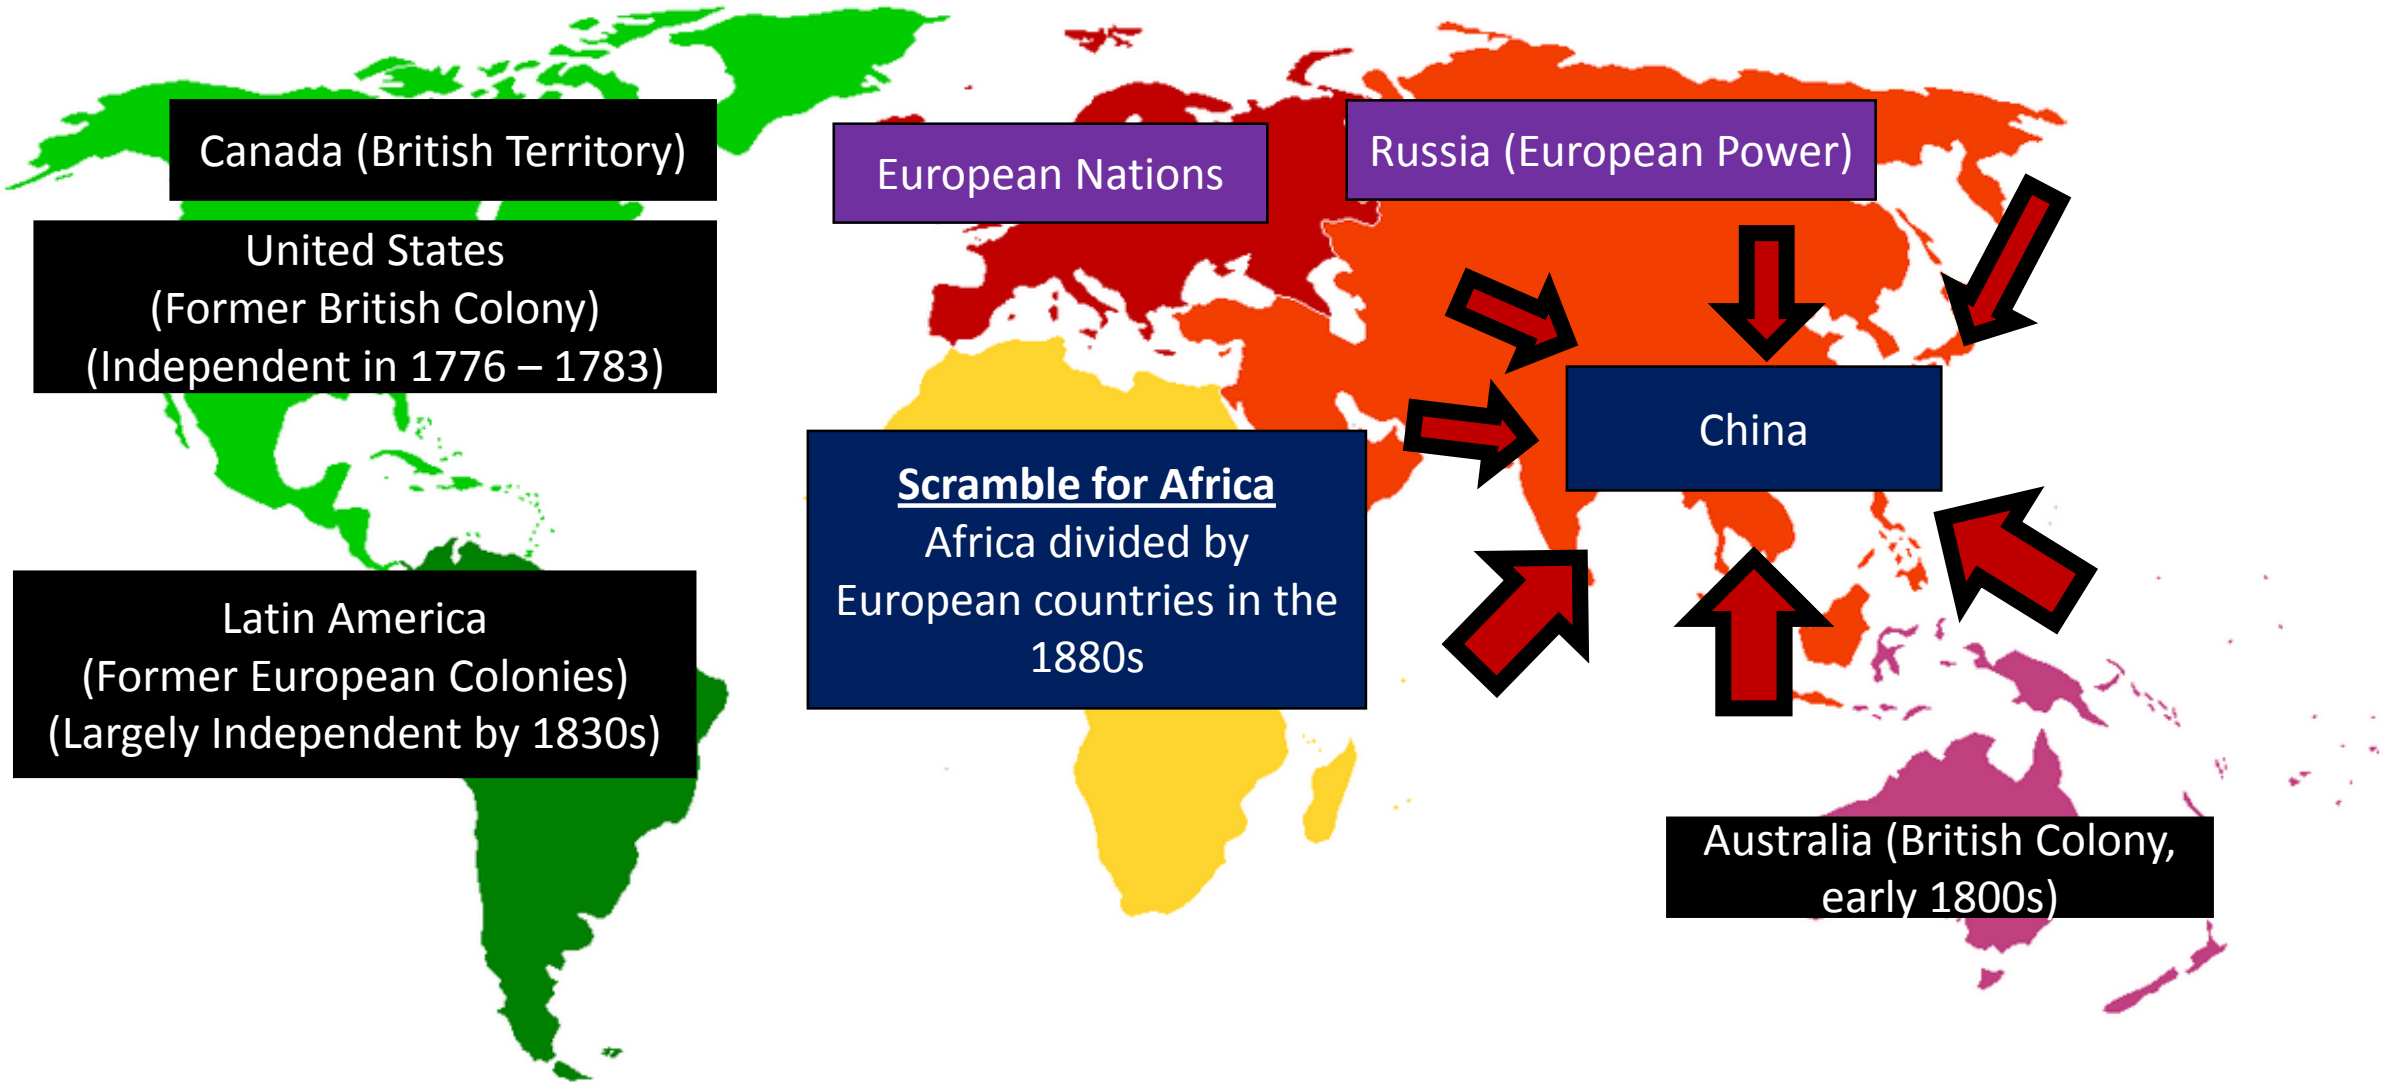 Canada (British Territory)
United States
(Former British Colony)
(Independent in 1776 – 1783)
Latin America
(Former European Colonies)
(Largely Independent by 1830s)
European Nations
Russia (European Power)
Scramble for Africa
Africa divided by
European countries in the
1880s
China
Australia (British Colony,
early 1800s)